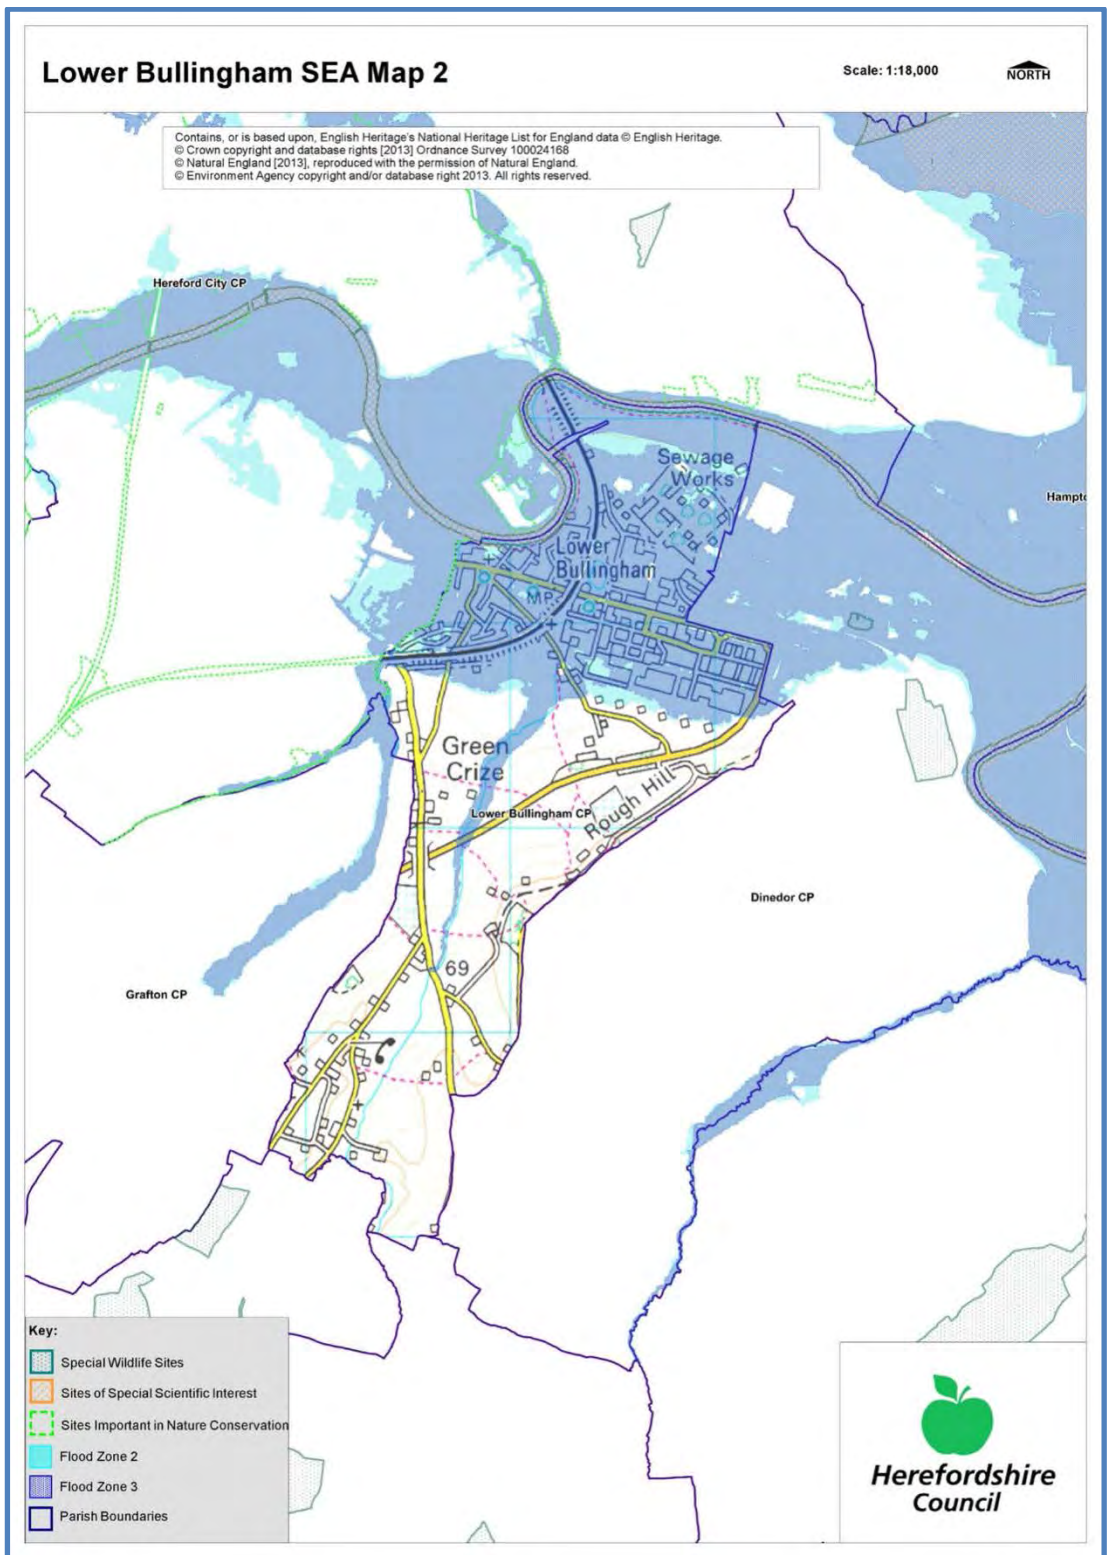 Lower Bullingham SEA Map 2
Scale: 1:18,000
NORTH
Contains, or is based upon, English Heritage's National Heritage List for England data © English Heritage.
© Crown copyright and database rights [2013] Ordnance Survey 100024168
© Natural England [2013], reproduced with the permission of Natural England.
© Environment Agency copyright and/or database right 2013. All rights reserved.
Hereford City CP
Sewage
Works
Hampto
Lower
Bullingham
MP
Green
Crize
Lower Bullingham CP
Rough Hill
Dinedor CP
69
Grafton CP
Key:
Special Wildlife Sites
Sites of Special Scientific Interest
Sites Important in Nature Conservation
Flood Zone 2
Flood Zone 3
Parish Boundaries
Herefordshire
Council